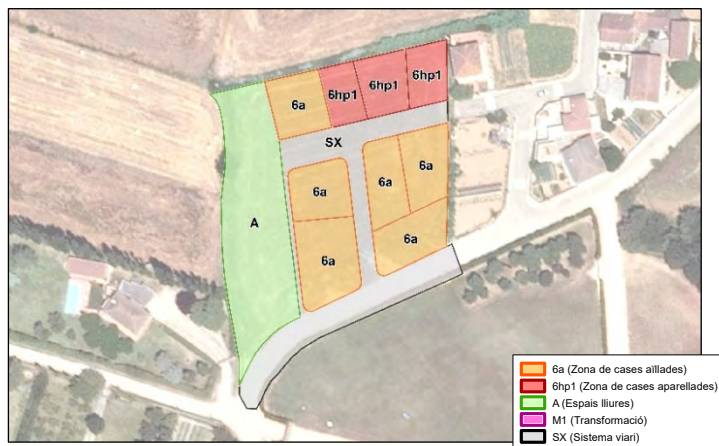 6hp1
6hp1
6hp1
6a
SX
6a
6a
6a
A
6a
6a
6a (Zona de cases aïllades)
6hp1 (Zona de cases aparellades)
A (Espais lliures)
M1 (Transformació)
SX (Sistema viari)